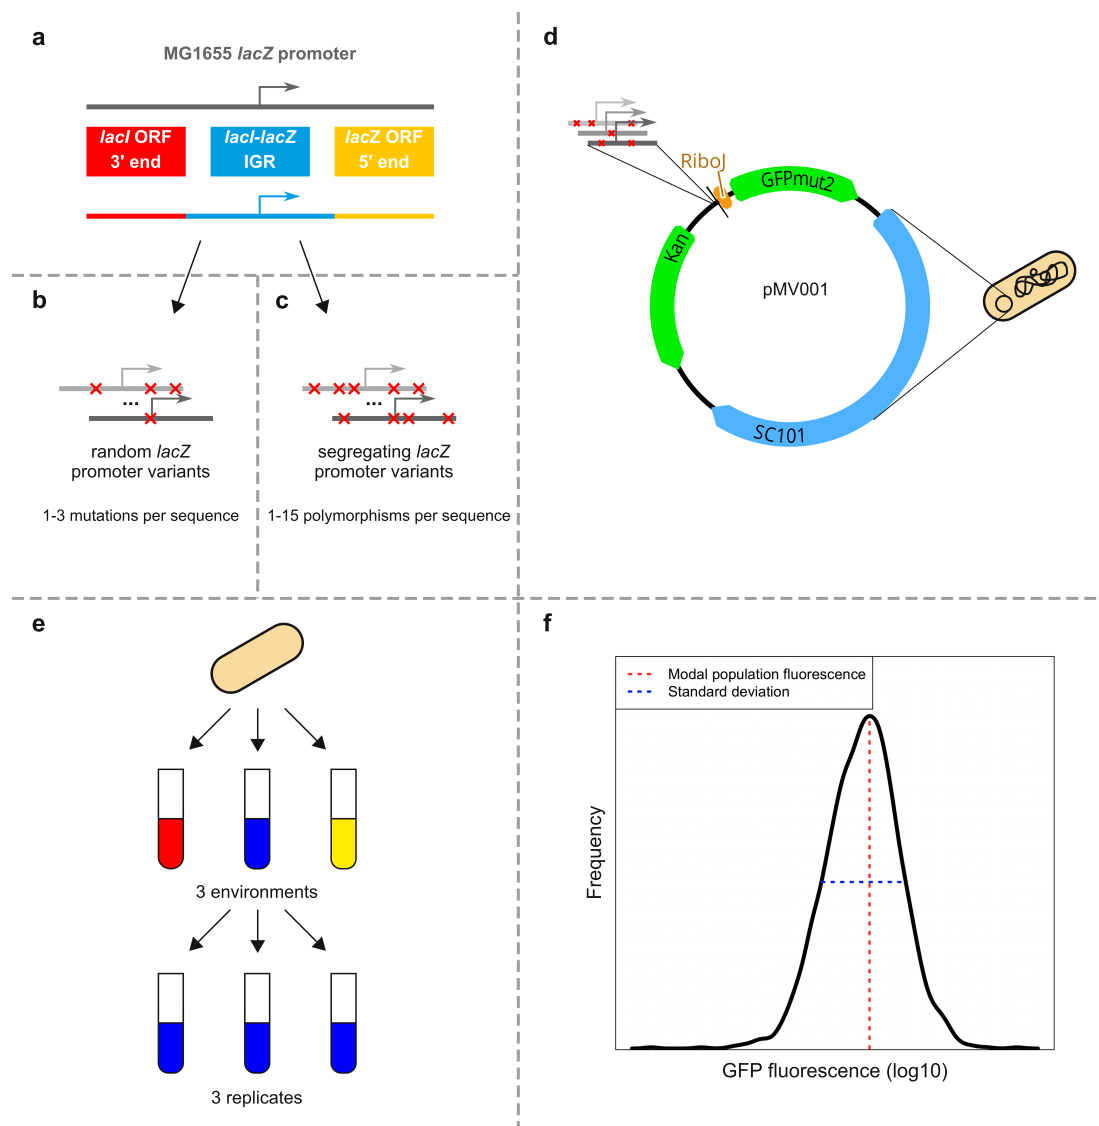 a
MG1655 lacZ promoter
lacI ORF
3' end
lacI-lacZ
IGR
lacZ ORF
5' end
b
...
random lacZ
promoter variants
1-3 mutations per sequence
c
...
segregating lacZ
promoter variants
1-15 polymorphisms per sequence
d
RiboJ
GFPmut2
Kan
pMV001
SC101
e
3 environments
3 replicates
f
Modal population fluorescence
Standard deviation
Frequency
GFP fluorescence (log10)